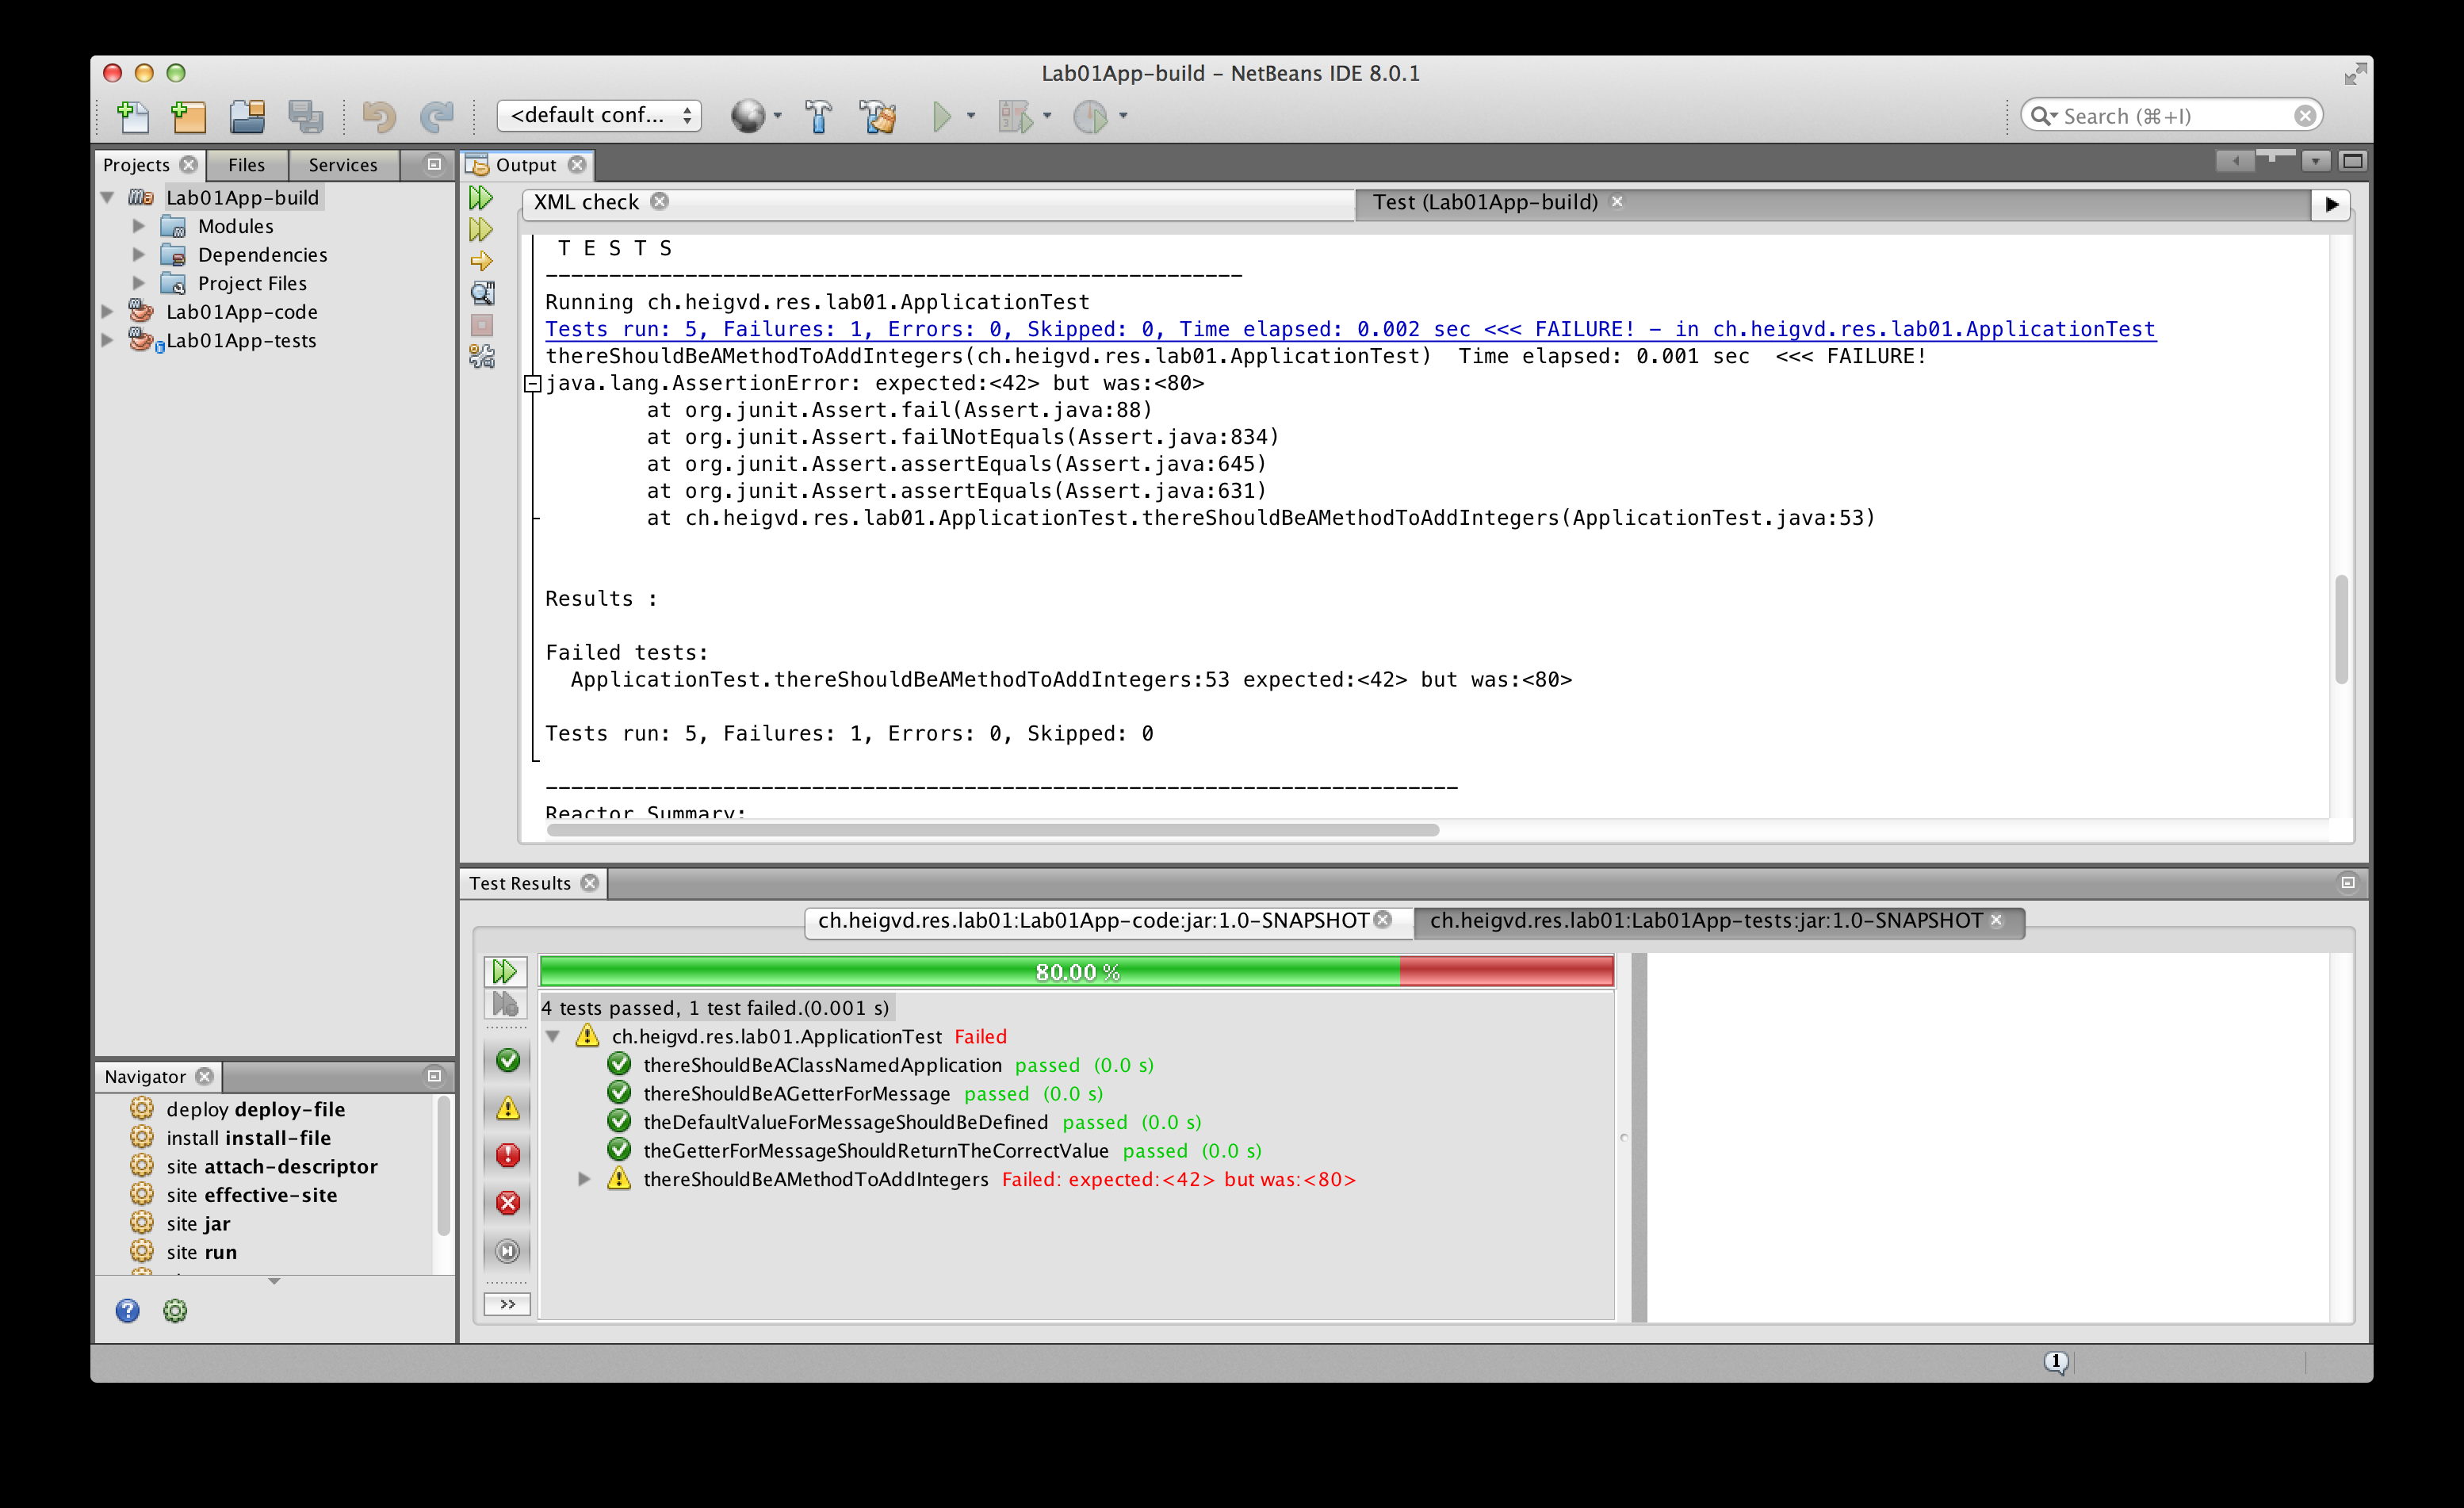 Lab01App-build – NetBeans IDE 8.0.1
<default conf...
Search (⌘+I)
Projects
Files
Services
Lab01App-build
Modules
Dependencies
Project Files
Lab01App-code
Lab01App-tests
Output
XML check
Test (Lab01App-build)
T E S T S
-------------------------------------------------------
Running ch.heigvd.res.lab01.ApplicationTest
Tests run: 5, Failures: 1, Errors: 0, Skipped: 0, Time elapsed: 0.002 sec <<< FAILURE! - in ch.heigvd.res.lab01.ApplicationTest
thereShouldBeAMethodToAddIntegers(ch.heigvd.res.lab01.ApplicationTest)  Time elapsed: 0.001 sec  <<< FAILURE!
java.lang.AssertionError: expected:<42> but was:<80>
at org.junit.Assert.fail(Assert.java:88)
at org.junit.Assert.failNotEquals(Assert.java:834)
at org.junit.Assert.assertEquals(Assert.java:645)
at org.junit.Assert.assertEquals(Assert.java:631)
at ch.heigvd.res.lab01.ApplicationTest.thereShouldBeAMethodToAddIntegers(ApplicationTest.java:53)
Results :
Failed tests:
ApplicationTest.thereShouldBeAMethodToAddIntegers:53 expected:<42> but was:<80>
Tests run: 5, Failures: 1, Errors: 0, Skipped: 0
------------------------------------------------------------------------
Reactor Summary:
Test Results
ch.heigvd.res.lab01:Lab01App-code:jar:1.0-SNAPSHOT
ch.heigvd.res.lab01:Lab01App-tests:jar:1.0-SNAPSHOT
80.00 %
4 tests passed, 1 test failed.(0.001 s)
ch.heigvd.res.lab01.ApplicationTest Failed
thereShouldBeAClassNamedApplication passed (0.0 s)
thereShouldBeAGetterForMessage passed (0.0 s)
theDefaultValueForMessageShouldBeDefined passed (0.0 s)
theGetterForMessageShouldReturnTheCorrectValue passed (0.0 s)
thereShouldBeAMethodToAddIntegers Failed: expected:<42> but was:<80>
>>
Navigator
deploy deploy-file
install install-file
site attach-descriptor
site effective-site
site jar
site run
1